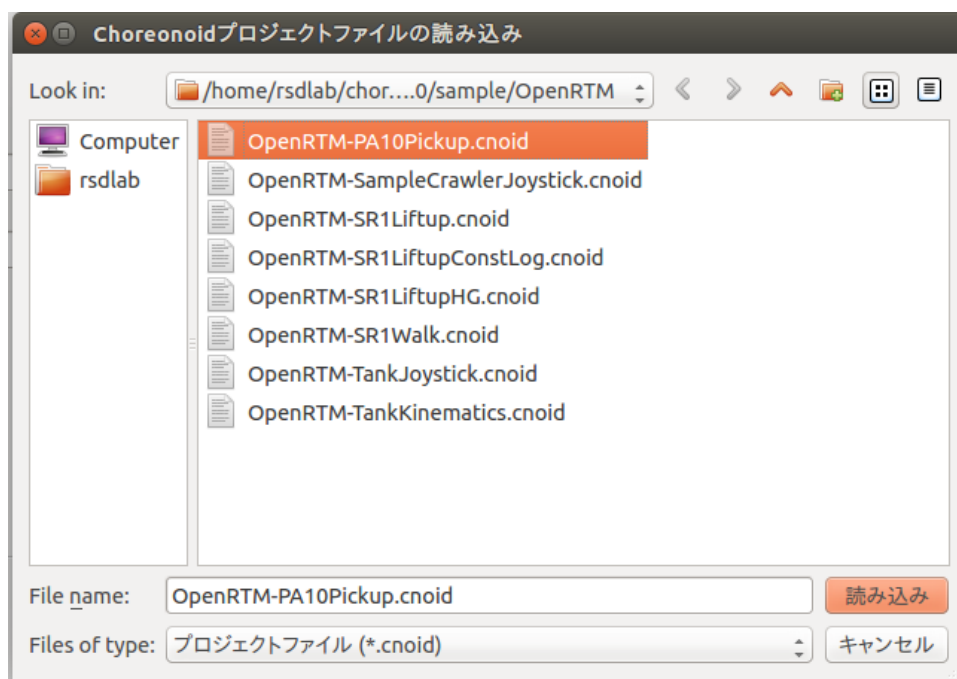 Choreonoidプロジェクトファイルの読み込み
Look in: /home/rsdlab/chor....0/sample/OpenRTM
Computer
rsdlab
OpenRTM-PA10Pickup.cnoid
OpenRTM-SampleCrawlerJoystick.cnoid
OpenRTM-SR1Liftup.cnoid
OpenRTM-SR1LiftupConstLog.cnoid
OpenRTM-SR1LiftupHG.cnoid
OpenRTM-SR1Walk.cnoid
OpenRTM-TankJoystick.cnoid
OpenRTM-TankKinematics.cnoid
File name: OpenRTM-PA10Pickup.cnoid 読み込み
Files of type: プロジェクトファイル (*.cnoid) キャンセル